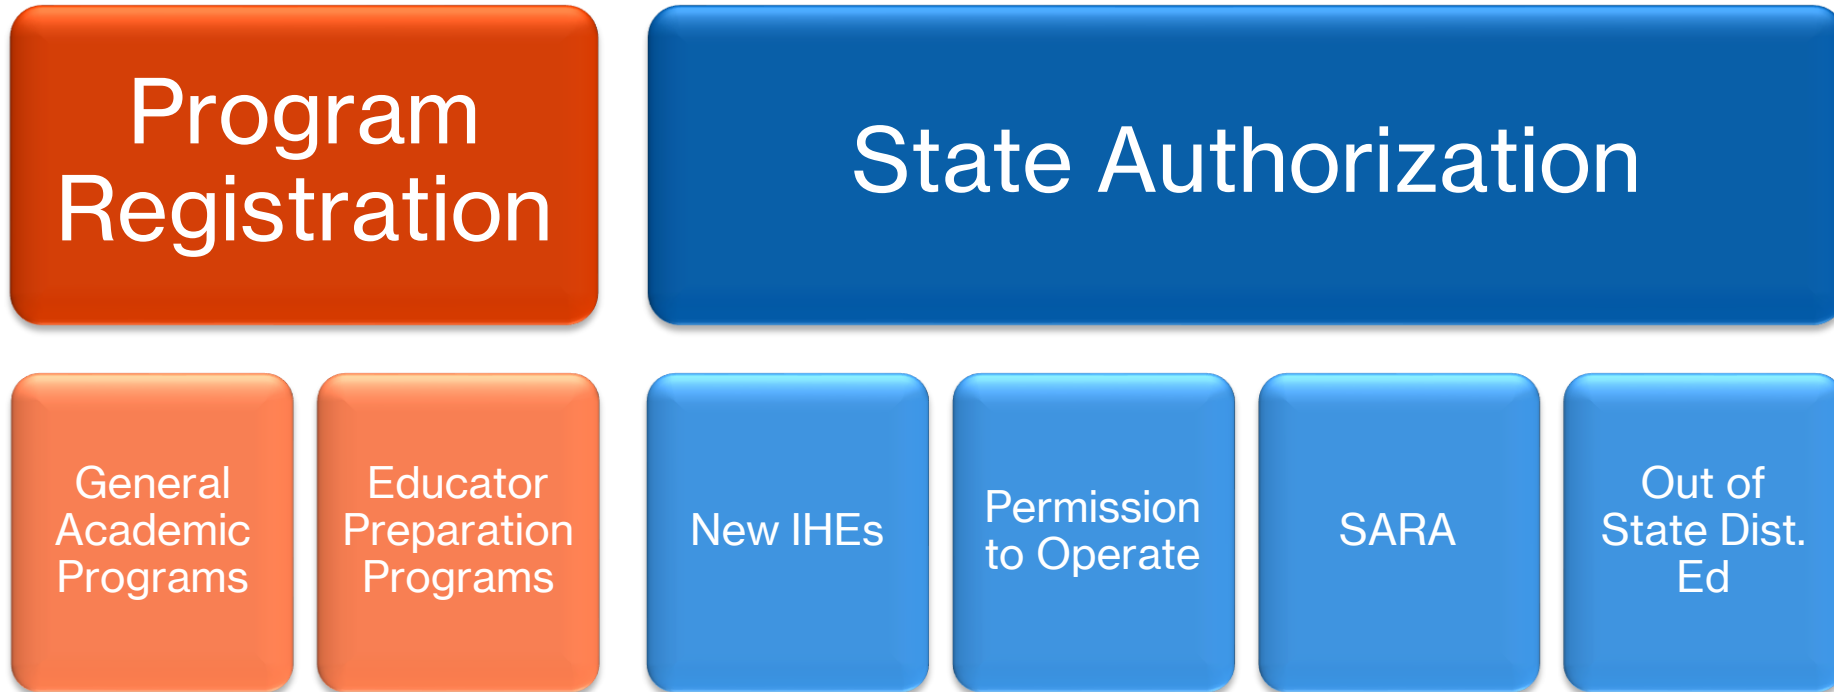 Program
Registration
State Authorization
General
Academic
Programs
Educator
Preparation
Programs
New IHEs
Permission
to Operate
SARA
Out of
State Dist.
Ed